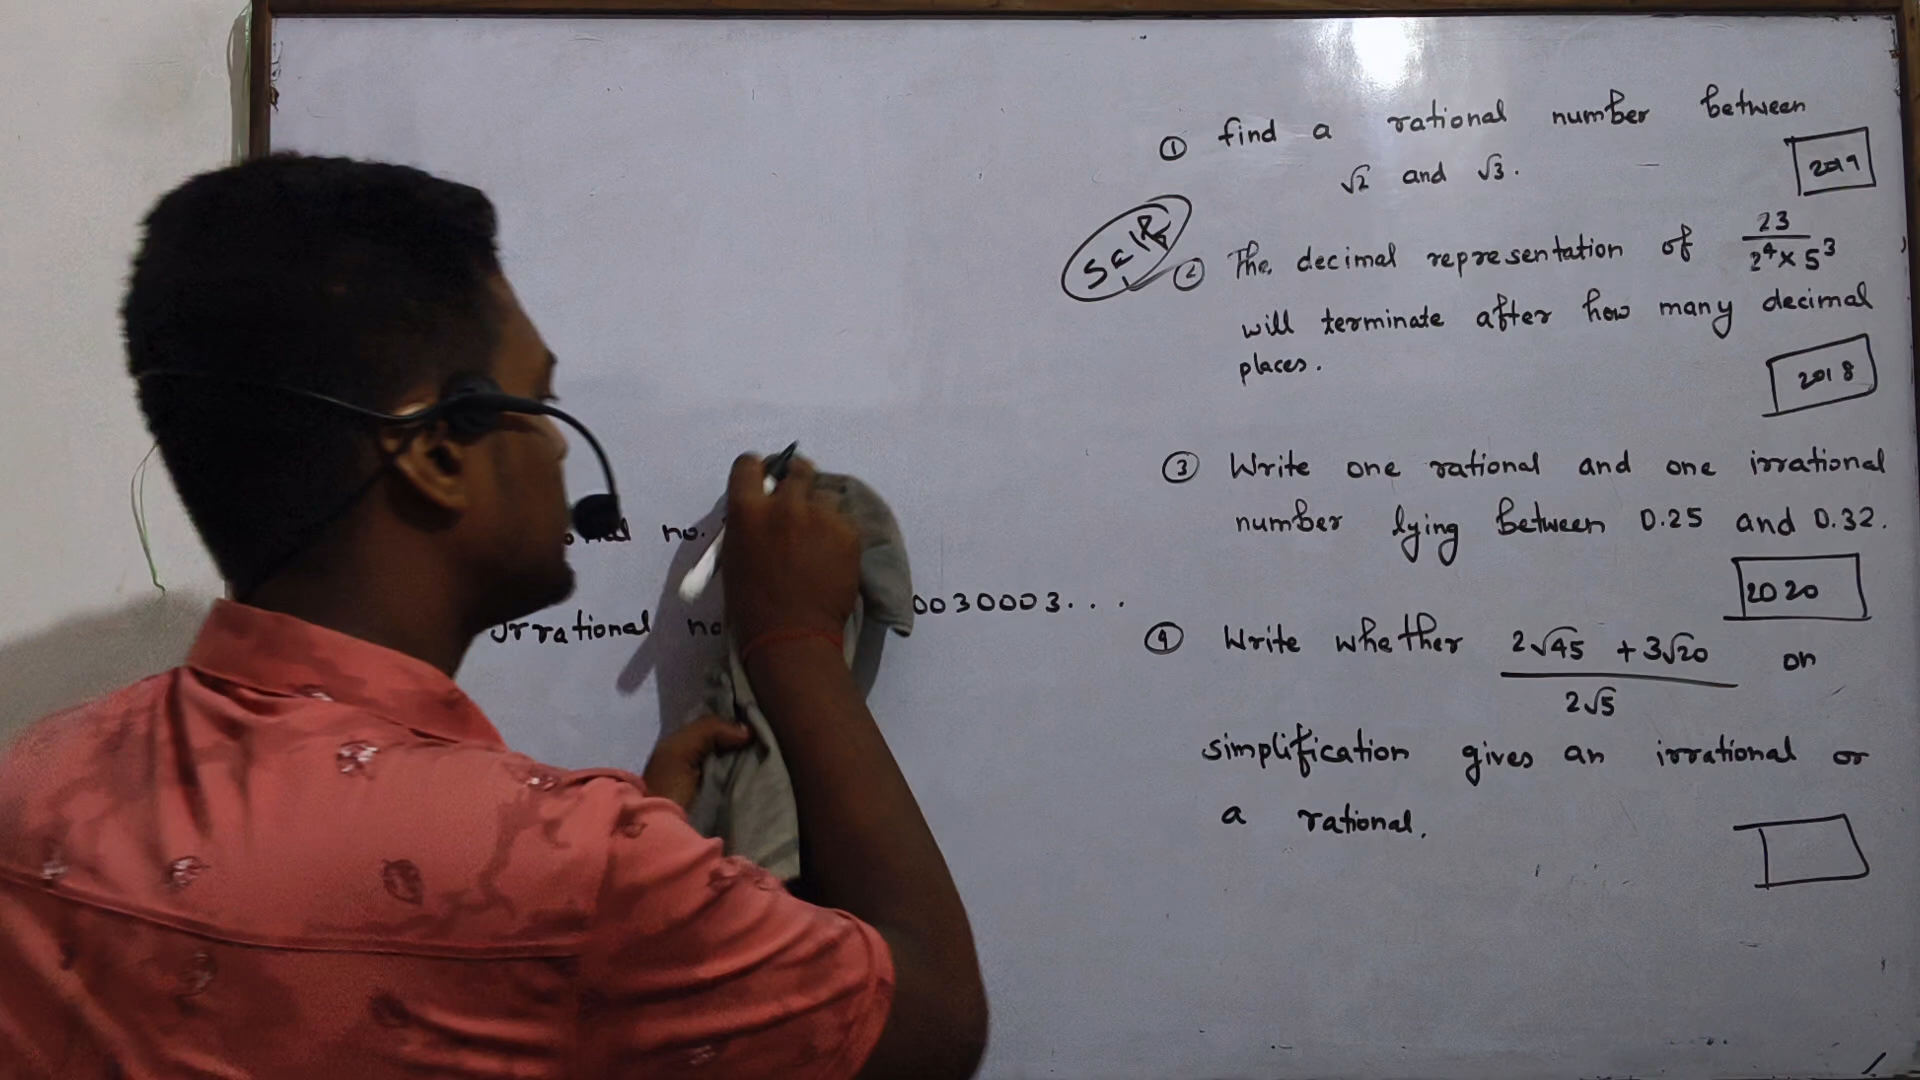 no.
Irrational no
0030003...
① find a rational number between
√2 and √3.
2019
Self
② The decimal representation of 23/2⁴×5³
will terminate after how many decimal
places.
2018
③ Write one rational and one irrational
number lying between 0.25 and 0.32.
2020
④ Write whether 2√45 +3√20 / 2√5 on
simplification gives an irrational or
a rational.